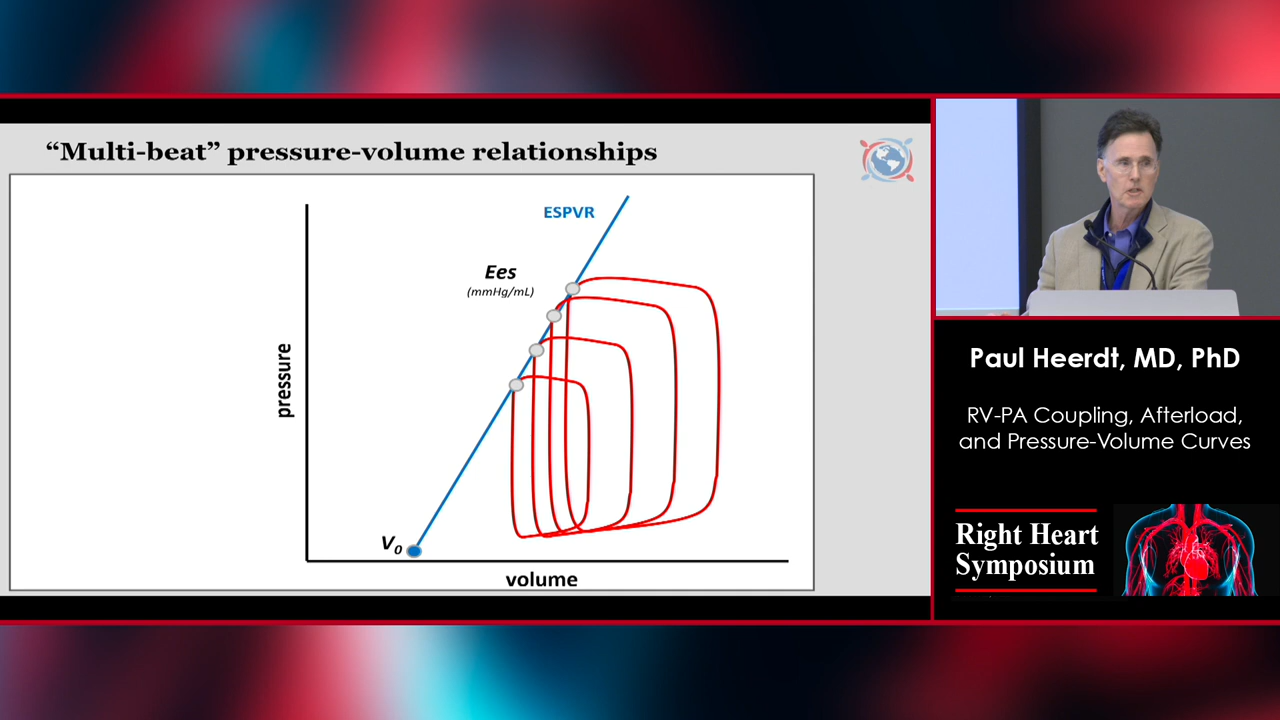 “Multi-beat” pressure-volume relationships
ESPVR
Ees
(mmHg/mL)
pressure
V0
volume
Paul Heerdt, MD, PhD
RV-PA Coupling, Afterload,
and Pressure-Volume Curves
Right Heart
Symposium